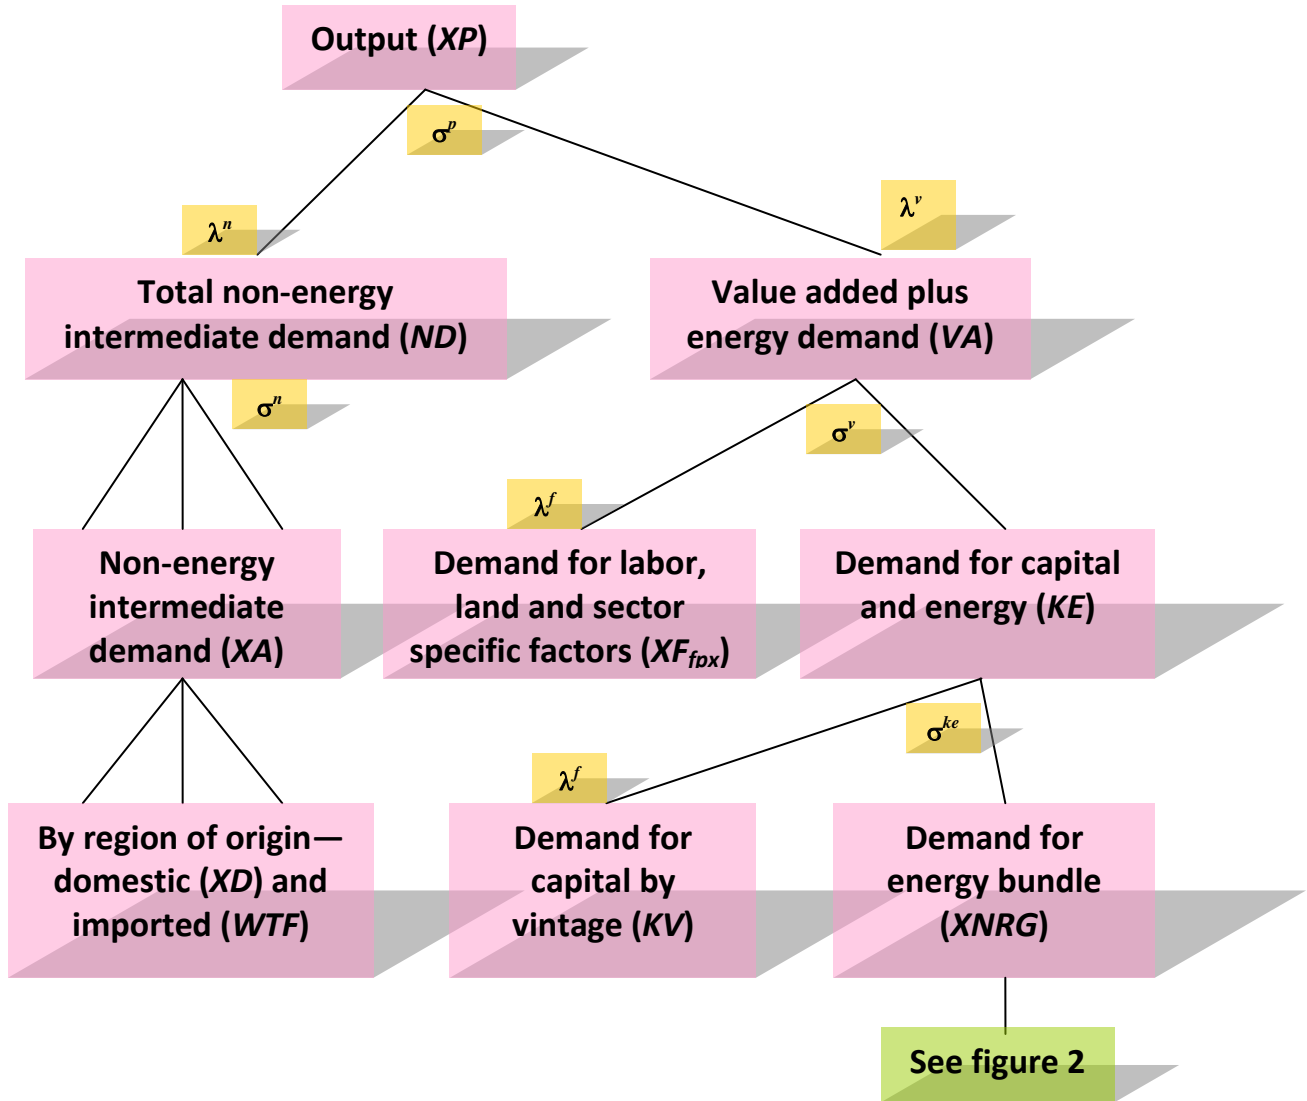 Output (XP)
σᵖ
λⁿ
λᵛ
Total non-energy
intermediate demand (ND)
Value added plus
energy demand (VA)
σⁿ
σᵛ
λᶠ
Non-energy
intermediate
demand (XA)
Demand for labor,
land and sector
specific factors (XF_fpx)
Demand for capital
and energy (KE)
σᵏᵉ
λᶠ
By region of origin—
domestic (XD) and
imported (WTF)
Demand for
capital by
vintage (KV)
Demand for
energy bundle
(XNRG)
See figure 2